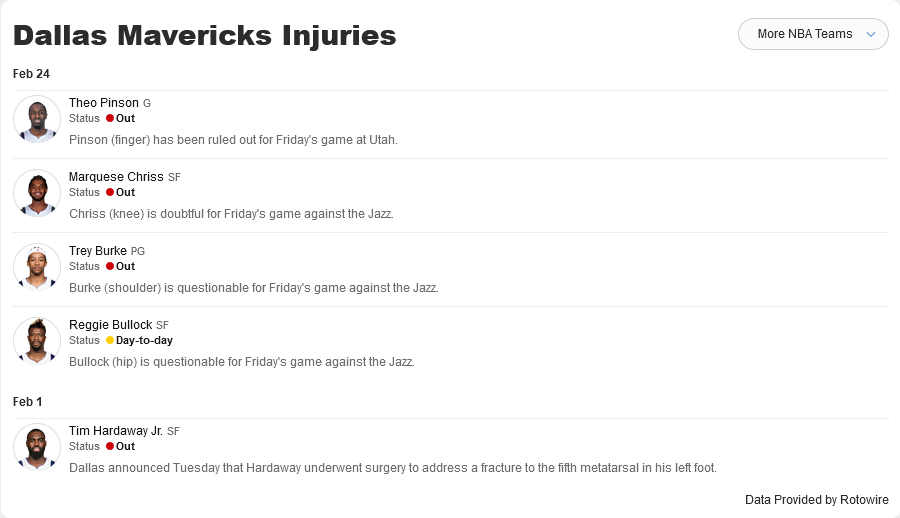 Dallas Mavericks Injuries
More NBA Teams
Feb 24
Theo Pinson G
Status Out
Pinson (finger) has been ruled out for Friday's game at Utah.
Marquese Chriss SF
Status Out
Chriss (knee) is doubtful for Friday's game against the Jazz.
Trey Burke PG
Status Out
Burke (shoulder) is questionable for Friday's game against the Jazz.
Reggie Bullock SF
Status Day-to-day
Bullock (hip) is questionable for Friday's game against the Jazz.
Feb 1
Tim Hardaway Jr. SF
Status Out
Dallas announced Tuesday that Hardaway underwent surgery to address a fracture to the fifth metatarsal in his left foot.
Data Provided by Rotowire